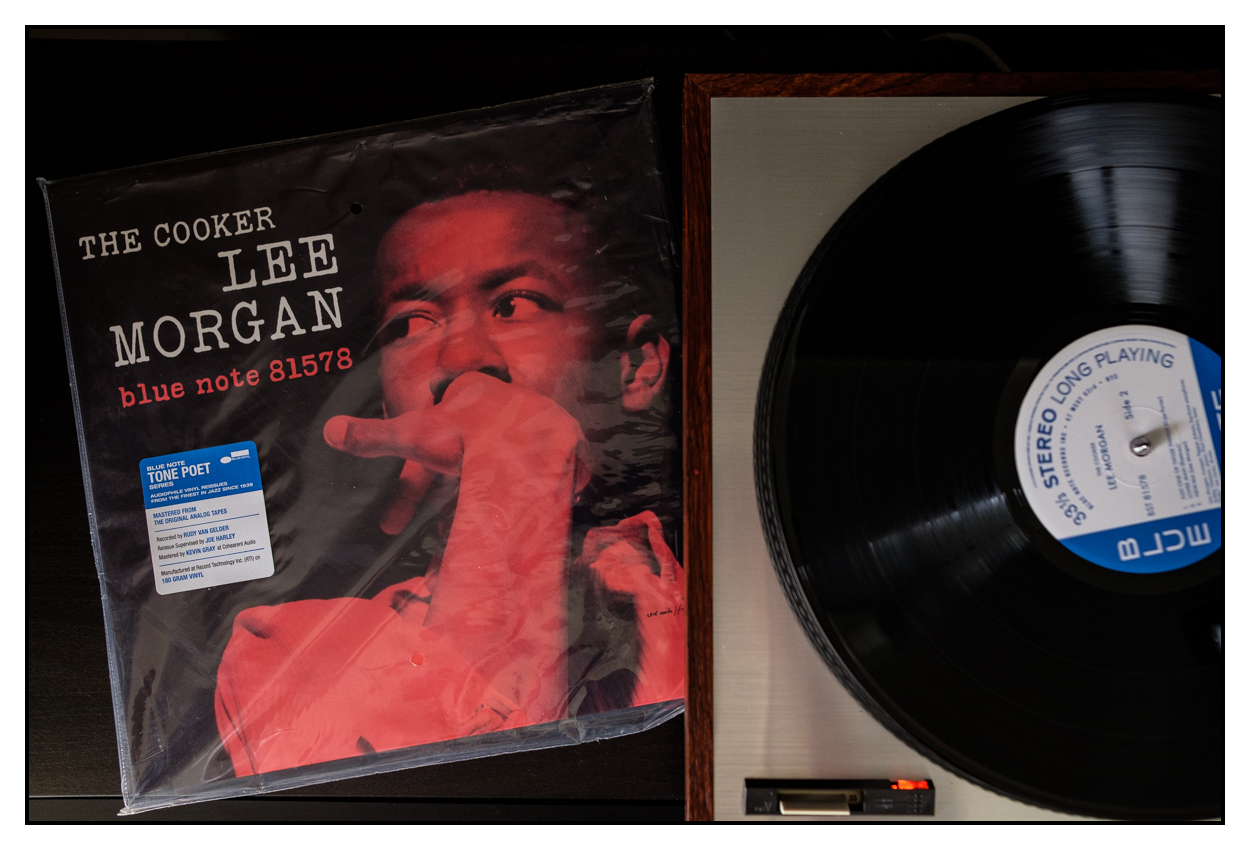 THE COOKER
LEE
MORGAN
blue note 81578
BLUE NOTE
TONE POET
SERIES
AUDIOPHILE VINYL REISSUES
FROM THE FINEST IN JAZZ SINCE 1939
MASTERED FROM
THE ORIGINAL ANALOG TAPES
Recorded by RUDY VAN GELDER
Reissue Supervised by JOE HARLEY
Mastered by KEVIN GRAY at Cohearent Audio
Manufactured at Record Technology Inc. (RTI) on
180 GRAM VINYL
33⅓ STEREO LONG PLAYING
BLUE NOTE RECORDS INC • 47 WEST 63rd • NYC
THE COOKER
LEE MORGAN
Side 2
BST 81578
BLUE